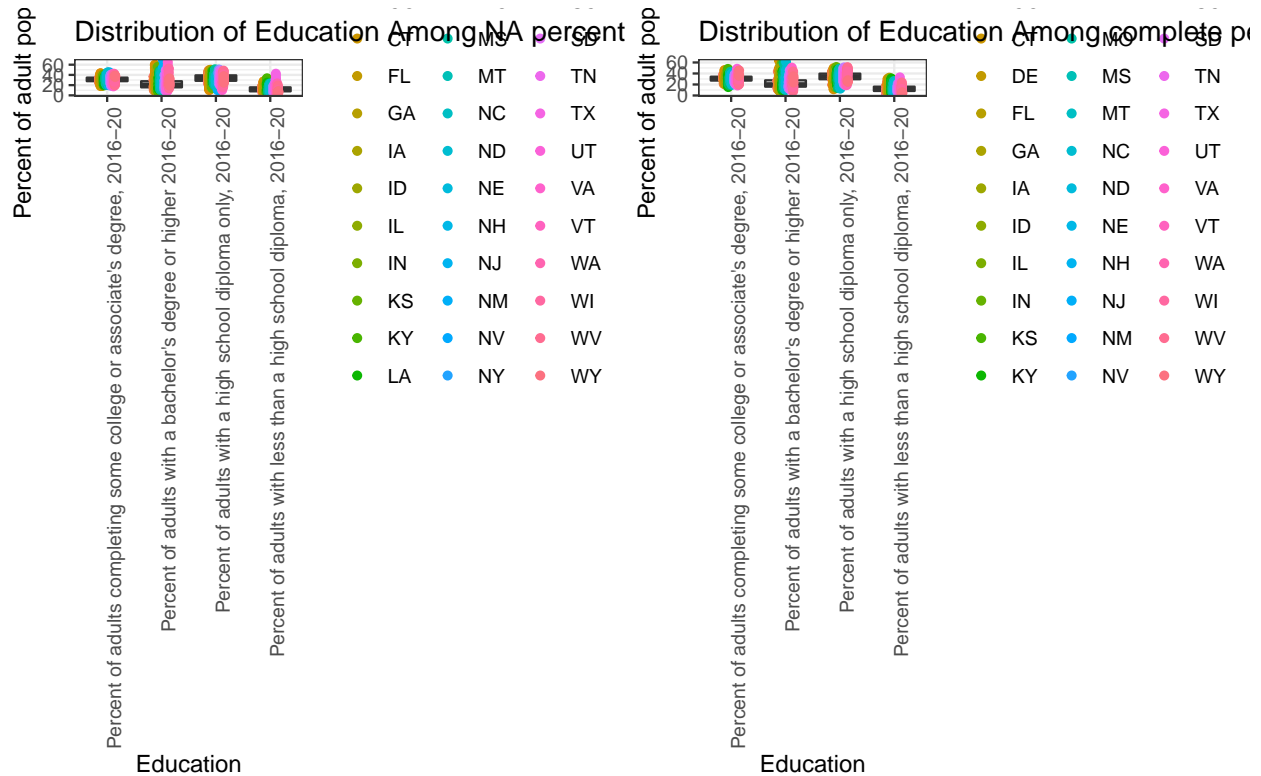 Distribution of Education Among NA percent
Percent of adult pop
60
40
20
0
Percent of adults completing some college or associate's degree, 2016−20
Percent of adults with a bachelor's degree or higher 2016−20
Percent of adults with a high school diploma only, 2016−20
Percent of adults with less than a high school diploma, 2016−20
Education
CT MS SD
FL MT TN
GA NC TX
IA ND UT
ID NE VA
IL NH VT
IN NJ WA
KS NM WI
KY NV WV
LA NY WY
Distribution of Education Among complete pe
Percent of adult pop
60
40
20
0
Percent of adults completing some college or associate's degree, 2016−20
Percent of adults with a bachelor's degree or higher 2016−20
Percent of adults with a high school diploma only, 2016−20
Percent of adults with less than a high school diploma, 2016−20
Education
CT MO SD
DE MS TN
FL MT TX
GA NC UT
IA ND VA
ID NE VT
IL NH WA
IN NJ WI
KS NM WV
KY NV WY